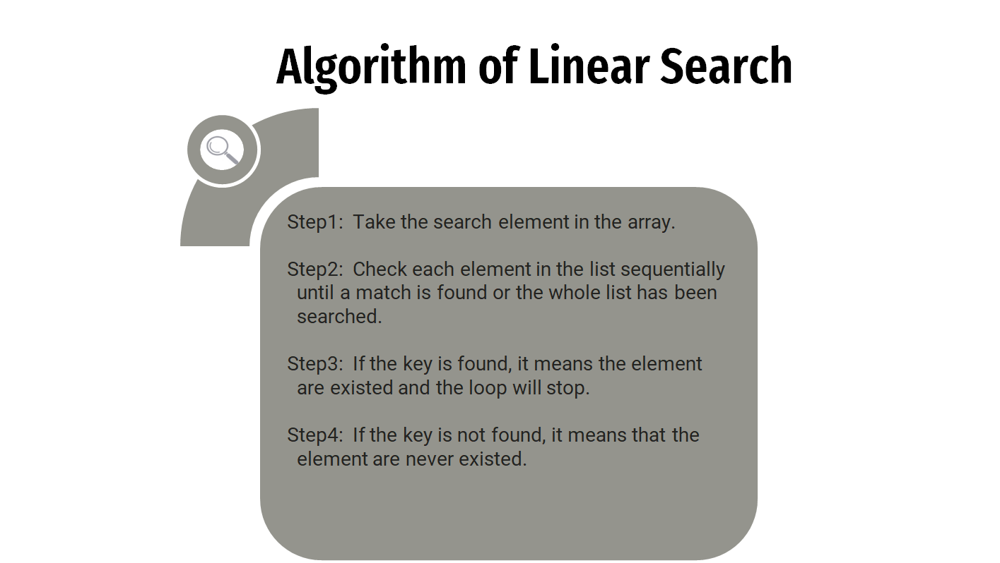 Algorithm of Linear Search
Step1: Take the search element in the array.
Step2: Check each element in the list sequentially
until a match is found or the whole list has been
searched.
Step3: If the key is found, it means the element
are existed and the loop will stop.
Step4: If the key is not found, it means that the
element are never existed.